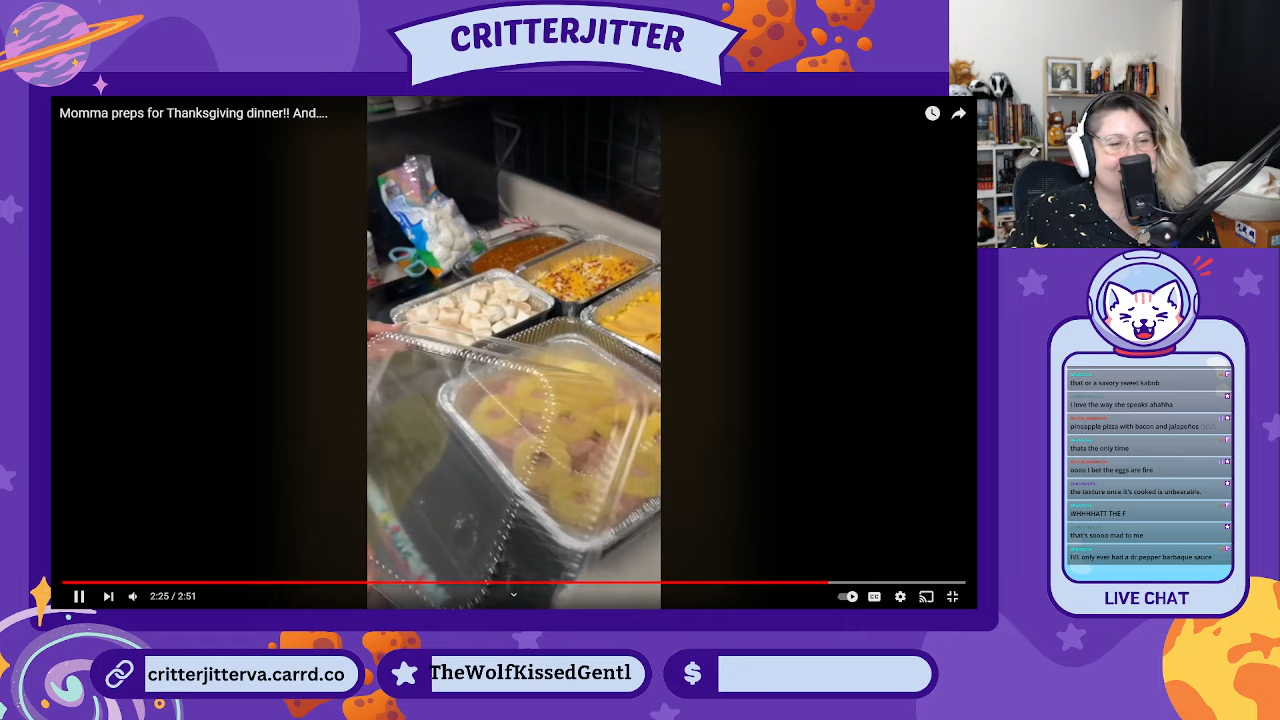 CRITTERJITTER
Momma preps for Thanksgiving dinner!! And....
that or a savory sweet kabob
i love the way she speaks ahahha
pineapple pizza with bacon and jalapeños
thats the only time
oooo I bet the eggs are fire
the texture once it's cooked is unbearable.
WHHHHATT THE F
that's soooo mad to me
IVE only ever had a dr pepper barbaque sauce
2:25 / 2:51
CC
LIVE CHAT
critterjitterva.carrd.co
TheWolfKissedGentl
$